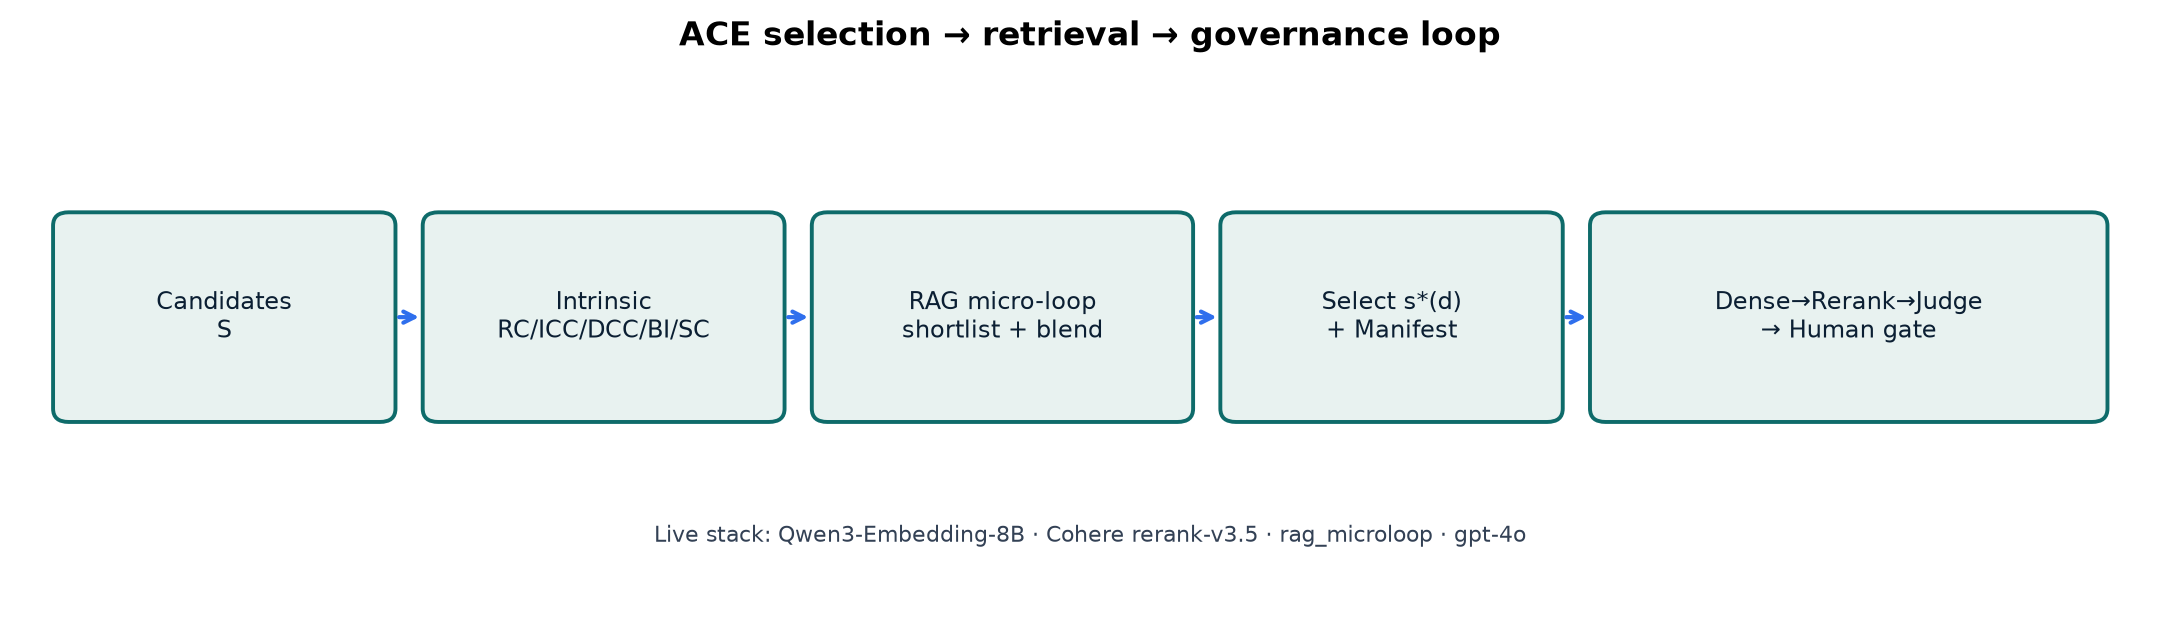 ACE selection → retrieval → governance loop
Candidates
S
Intrinsic
RC/ICC/DCC/BI/SC
RAG micro-loop
shortlist + blend
Select s*(d)
+ Manifest
Dense→Rerank→Judge
→ Human gate
Live stack: Qwen3-Embedding-8B · Cohere rerank-v3.5 · rag_microloop · gpt-4o